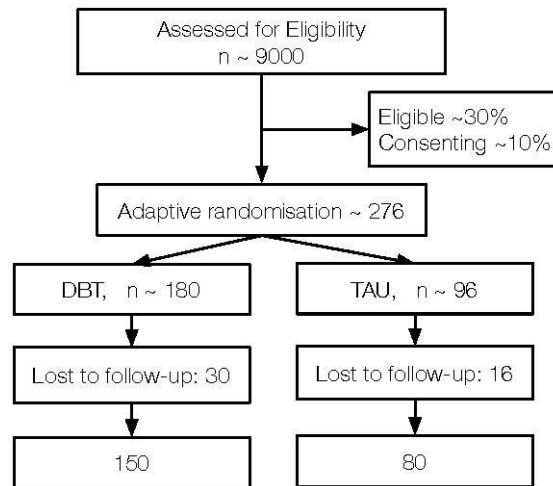 Assessed for Eligibility
n ~ 9000
Eligible ~30%
Consenting ~10%
Adaptive randomisation ~ 276
DBT, n ~ 180
TAU, n ~ 96
Lost to follow-up: 30
Lost to follow-up: 16
150
80